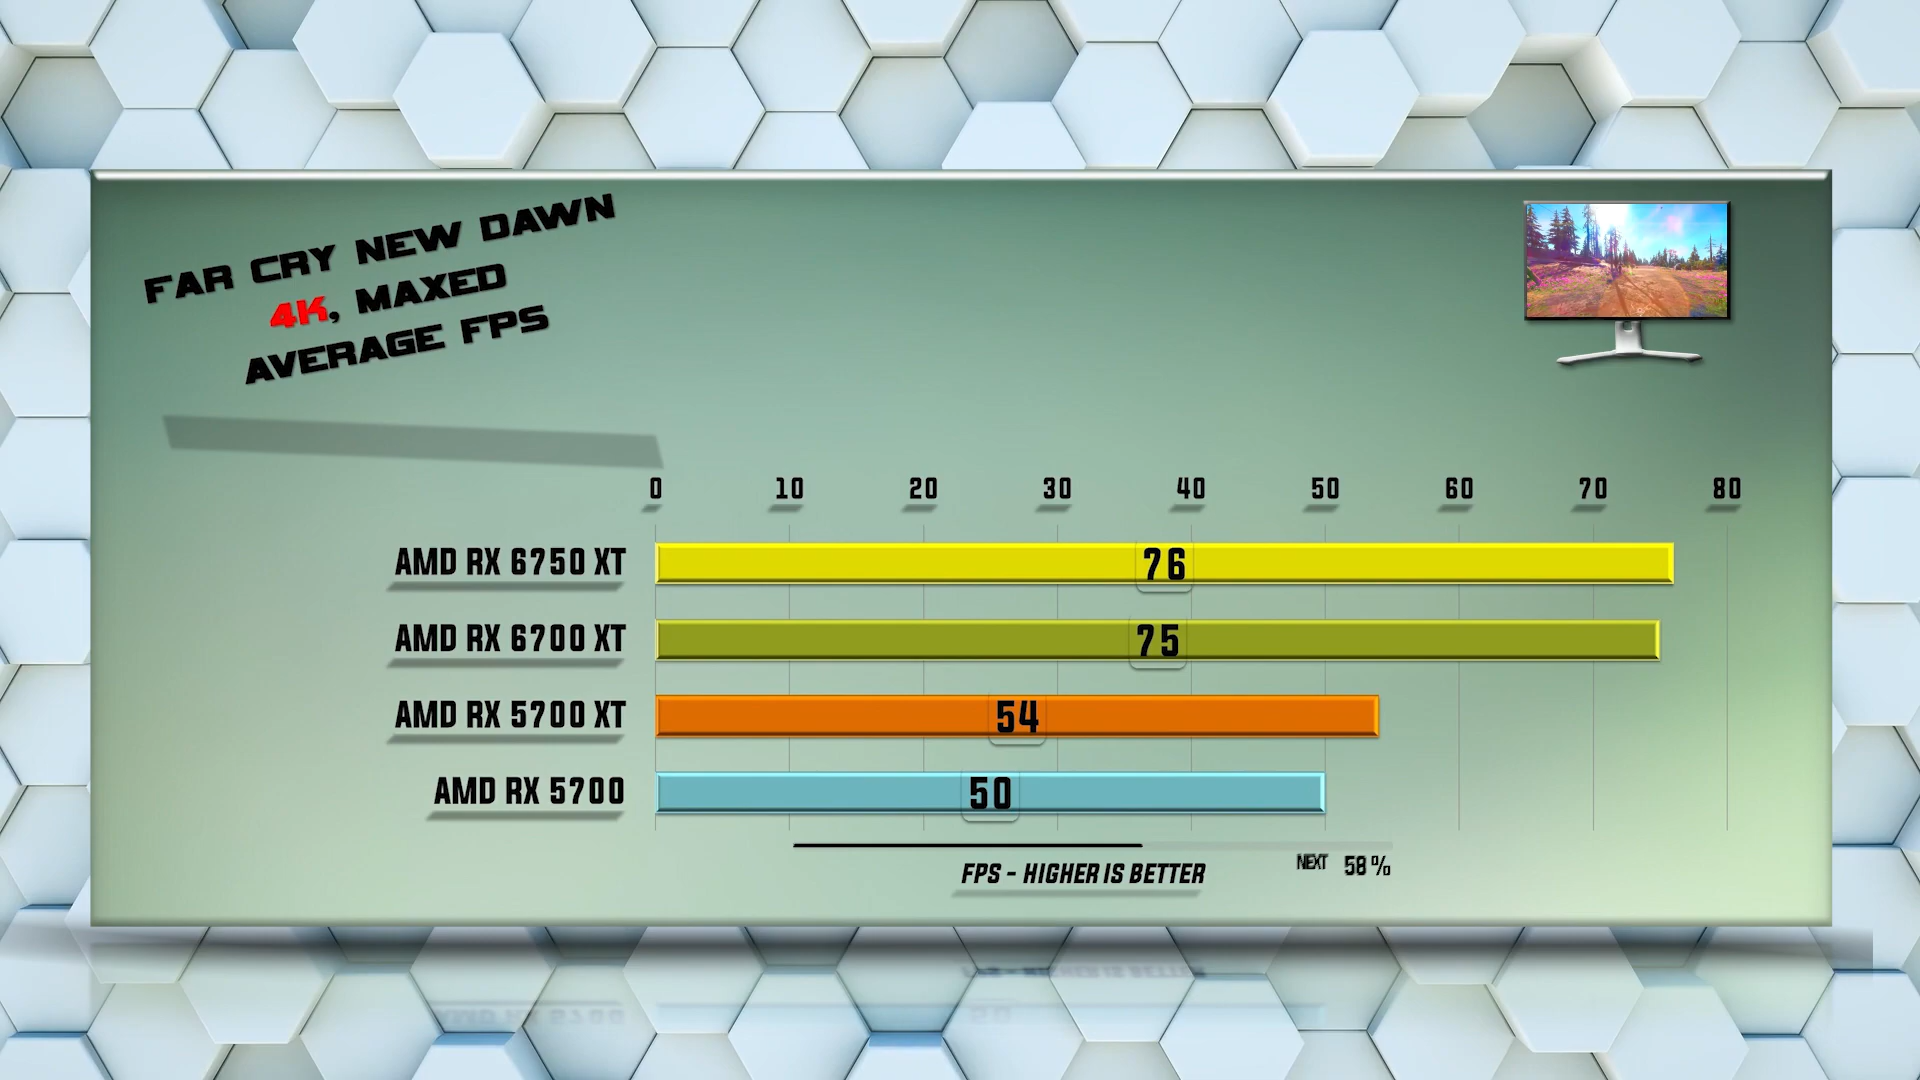 FAR CRY NEW DAWN
4K, MAXED
AVERAGE FPS
0 10 20 30 40 50 60 70 80
AMD RX 6750 XT 76
AMD RX 6700 XT 75
AMD RX 5700 XT 54
AMD RX 5700 50
FPS - HIGHER IS BETTER
NEXT 58%